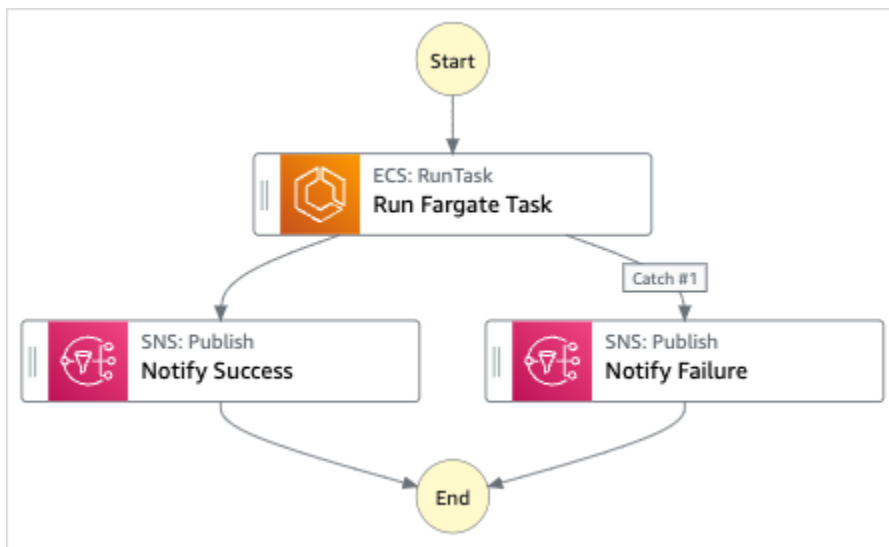 Start
ECS: RunTask
Run Fargate Task
Catch #1
SNS: Publish
Notify Success
SNS: Publish
Notify Failure
End